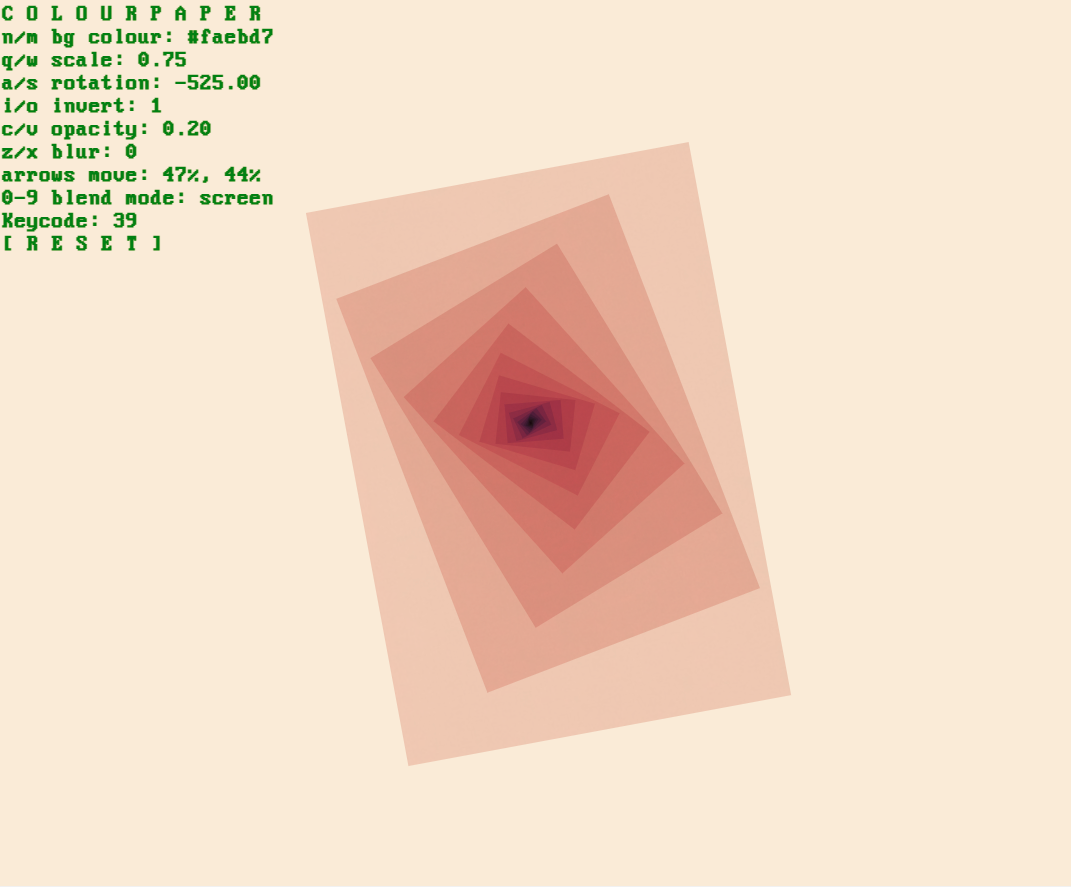 C O L O U R P A P E R
n/m bg colour: #faebd7
q/w scale: 0.75
a/s rotation: -525.00
i/o invert: 1
c/v opacity: 0.20
z/x blur: 0
arrows move: 47%, 44%
0-9 blend mode: screen
Keycode: 39
[ R E S E T ]